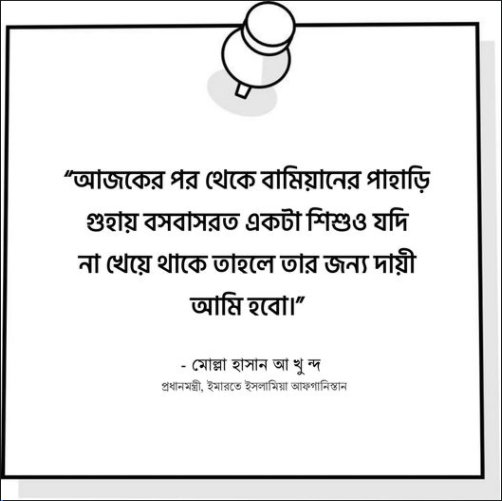 “আজকের পর থেকে বামিয়ানের পাহাড়ি
গুহায় বসবাসরত একটা শিশুও যদি
না খেয়ে থাকে তাহলে তার জন্য দায়ী
আমি হবো।”
- মোল্লা হাসান আ খু ন্দ
প্রধানমন্ত্রী, ইমারতে ইসলামিয়া আফগানিস্তান